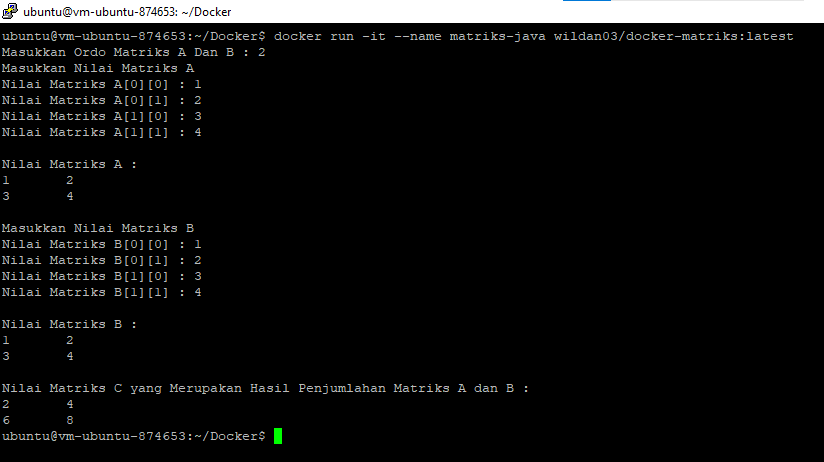 ubuntu@vm-ubuntu-874653: ~/Docker
ubuntu@vm-ubuntu-874653:~/Docker$ docker run -it --name matriks-java wildan03/docker-matriks:latest
Masukkan Ordo Matriks A Dan B : 2
Masukkan Nilai Matriks A
Nilai Matriks A[0][0] : 1
Nilai Matriks A[0][1] : 2
Nilai Matriks A[1][0] : 3
Nilai Matriks A[1][1] : 4

Nilai Matriks A :
1       2
3       4

Masukkan Nilai Matriks B
Nilai Matriks B[0][0] : 1
Nilai Matriks B[0][1] : 2
Nilai Matriks B[1][0] : 3
Nilai Matriks B[1][1] : 4

Nilai Matriks B :
1       2
3       4

Nilai Matriks C yang Merupakan Hasil Penjumlahan Matriks A dan B :
2       4
6       8
ubuntu@vm-ubuntu-874653:~/Docker$